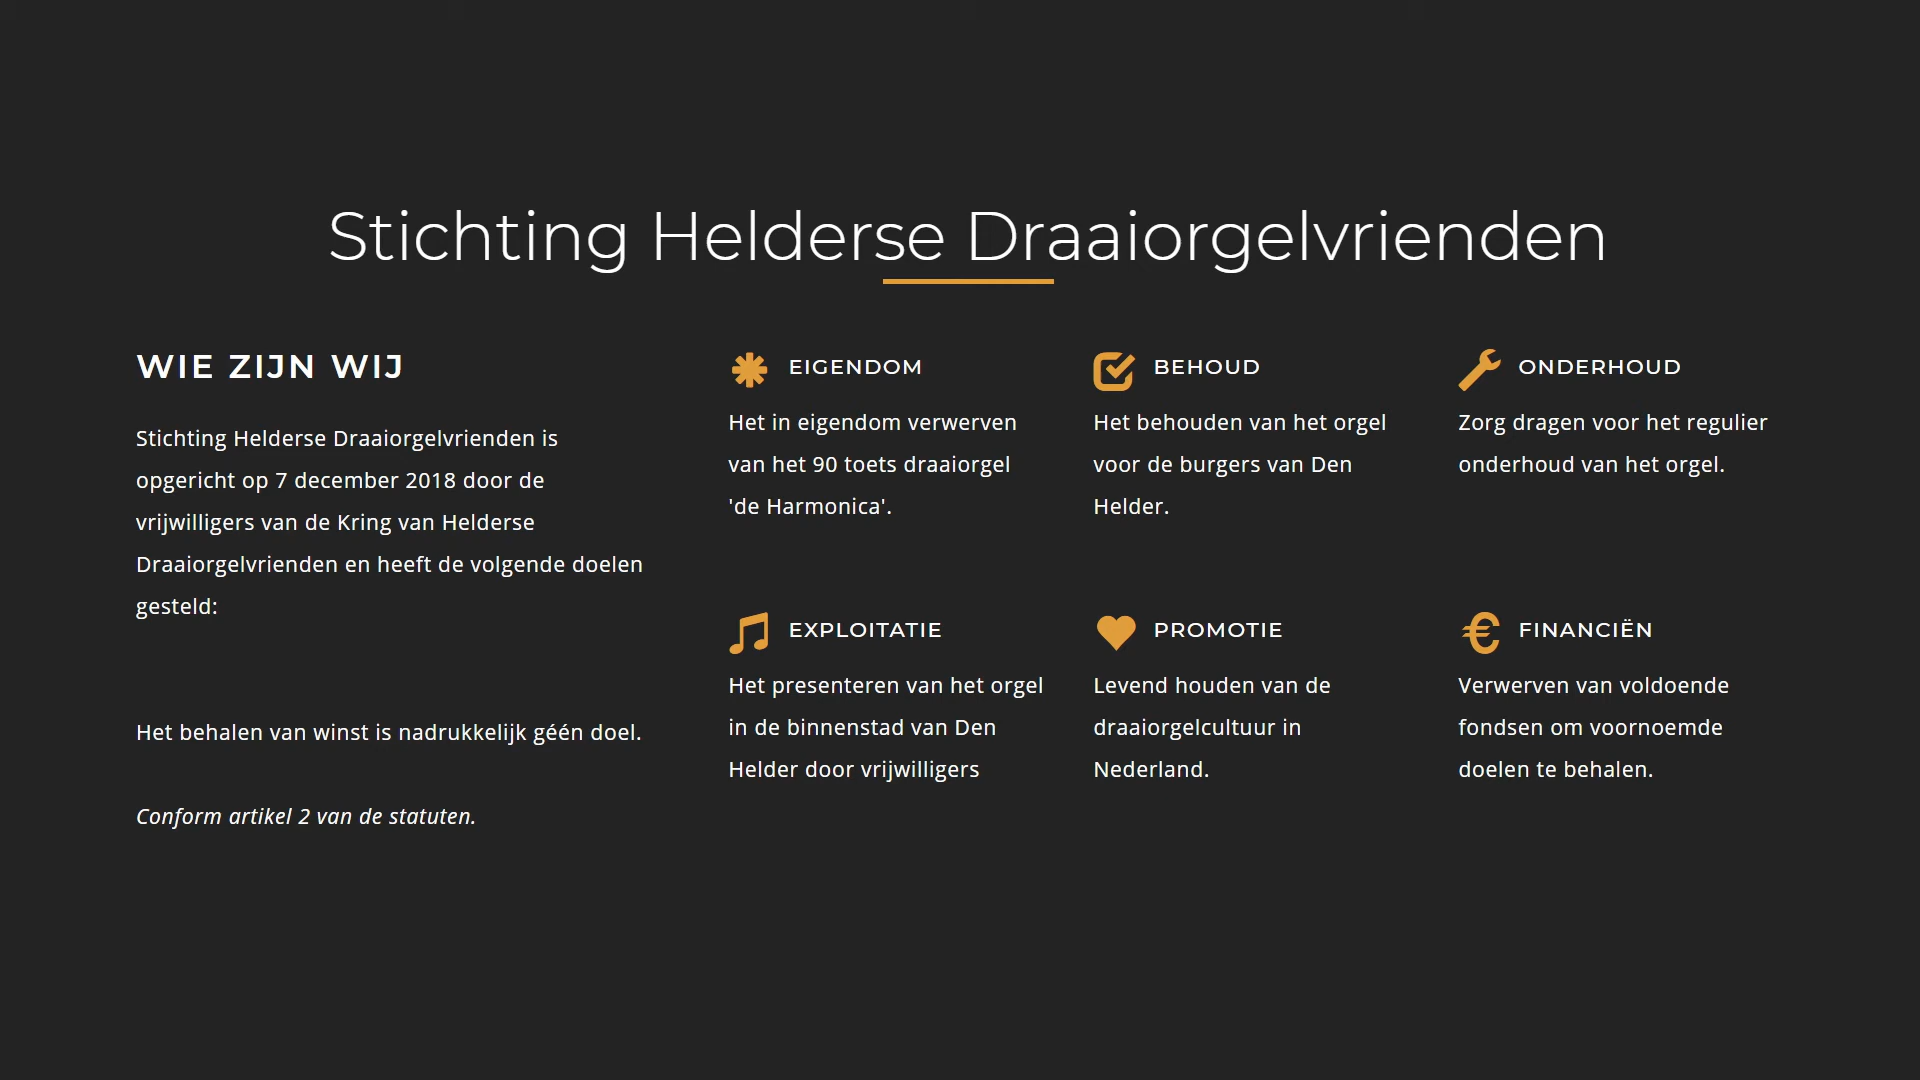 Stichting Helderse Draaiorgelvrienden
WIE ZIJN WIJ
Stichting Helderse Draaiorgelvrienden is
opgericht op 7 december 2018 door de
vrijwilligers van de Kring van Helderse
Draaiorgelvrienden en heeft de volgende doelen
gesteld:
Het behalen van winst is nadrukkelijk géén doel.
Conform artikel 2 van de statuten.
EIGENDOM
Het in eigendom verwerven
van het 90 toets draaiorgel
'de Harmonica'.
BEHOUD
Het behouden van het orgel
voor de burgers van Den
Helder.
ONDERHOUD
Zorg dragen voor het regulier
onderhoud van het orgel.
EXPLOITATIE
Het presenteren van het orgel
in de binnenstad van Den
Helder door vrijwilligers
PROMOTIE
Levend houden van de
draaiorgelcultuur in
Nederland.
FINANCIËN
Verwerven van voldoende
fondsen om voornoemde
doelen te behalen.